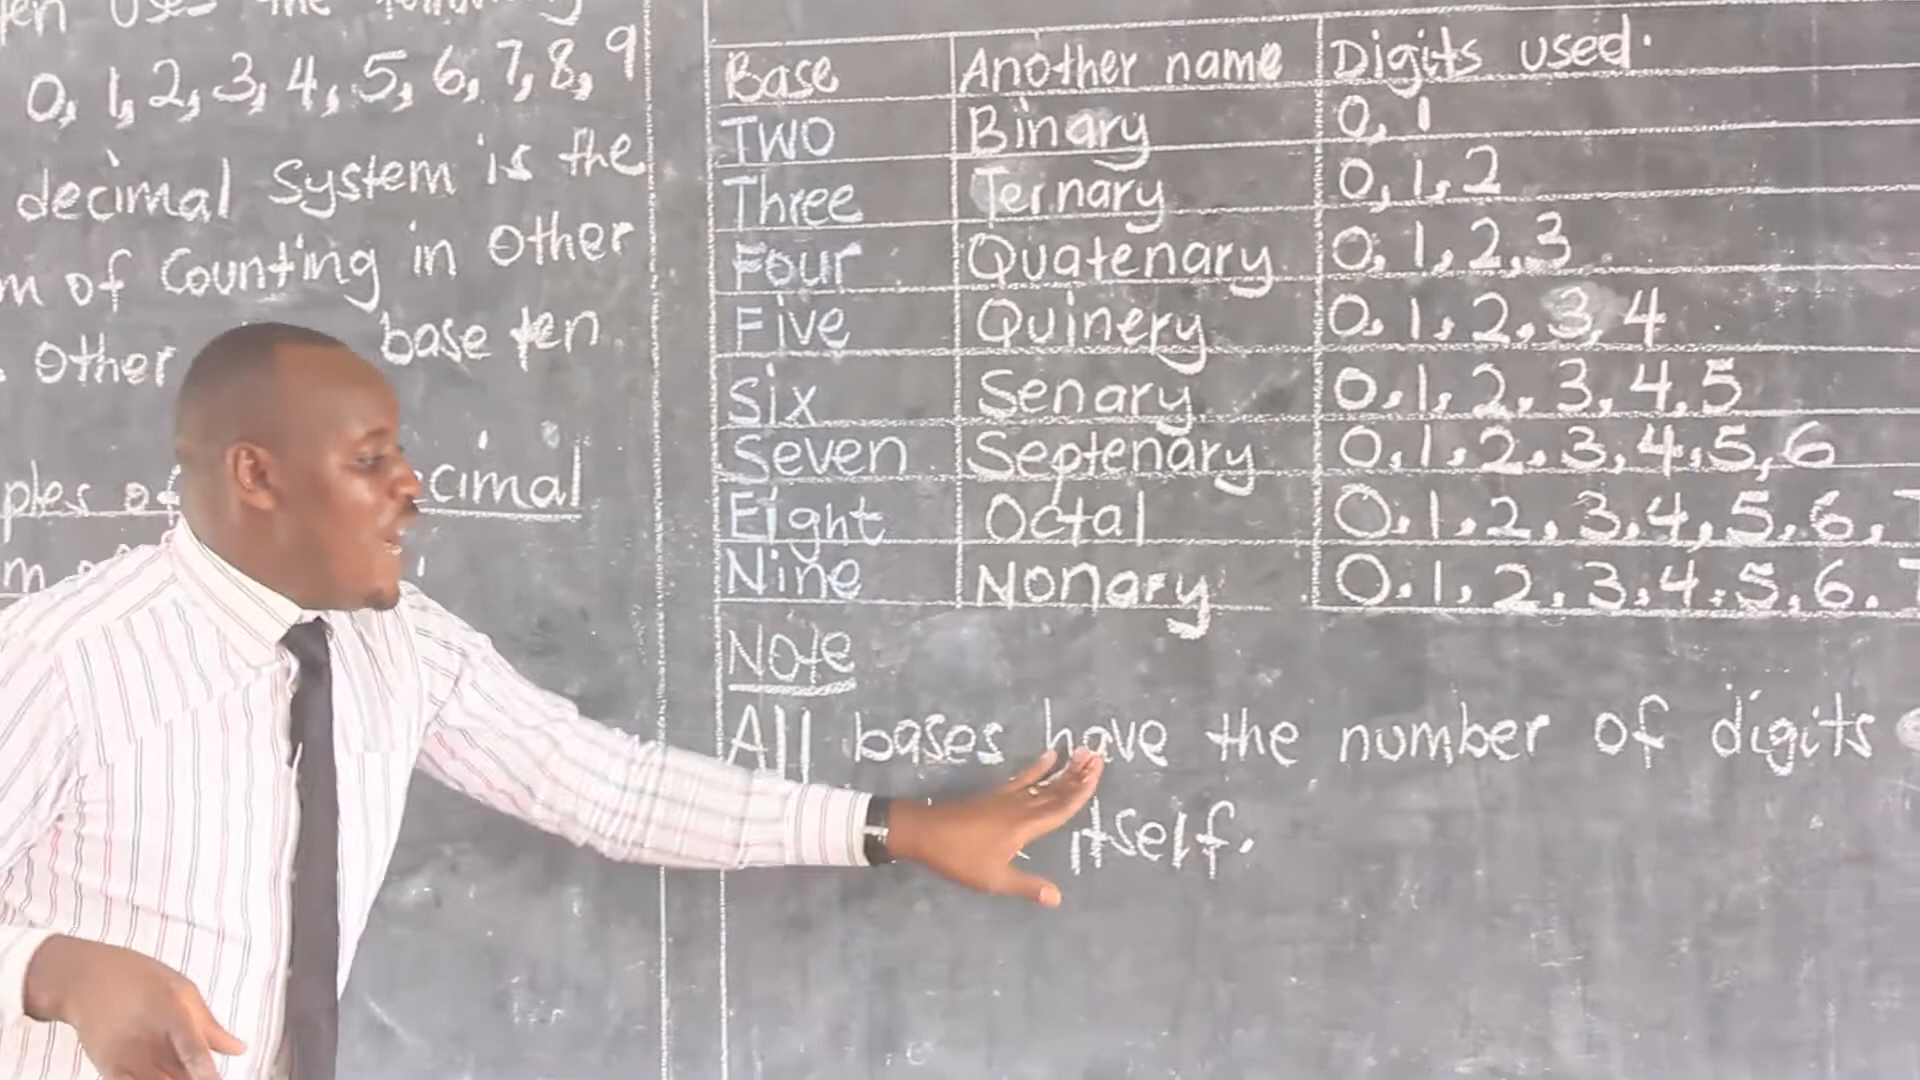 ten use the following
0, 1, 2, 3, 4, 5, 6, 7, 8, 9
decimal System is the
of Counting in Other
Other base ten
cimal
Base Another name Digits used.
TWO Binary 0, 1
Three Ternary 0, 1, 2
Four Quatenary 0, 1, 2, 3
Five Quinery 0, 1, 2, 3, 4
Six Senary 0, 1, 2, 3, 4, 5
Seven Septenary 0, 1, 2, 3, 4, 5, 6
Eight Octal 0, 1, 2, 3, 4, 5, 6, 7
Nine Nonary 0, 1, 2, 3, 4, 5, 6, 7
Note
All bases have the number of digits
itself.